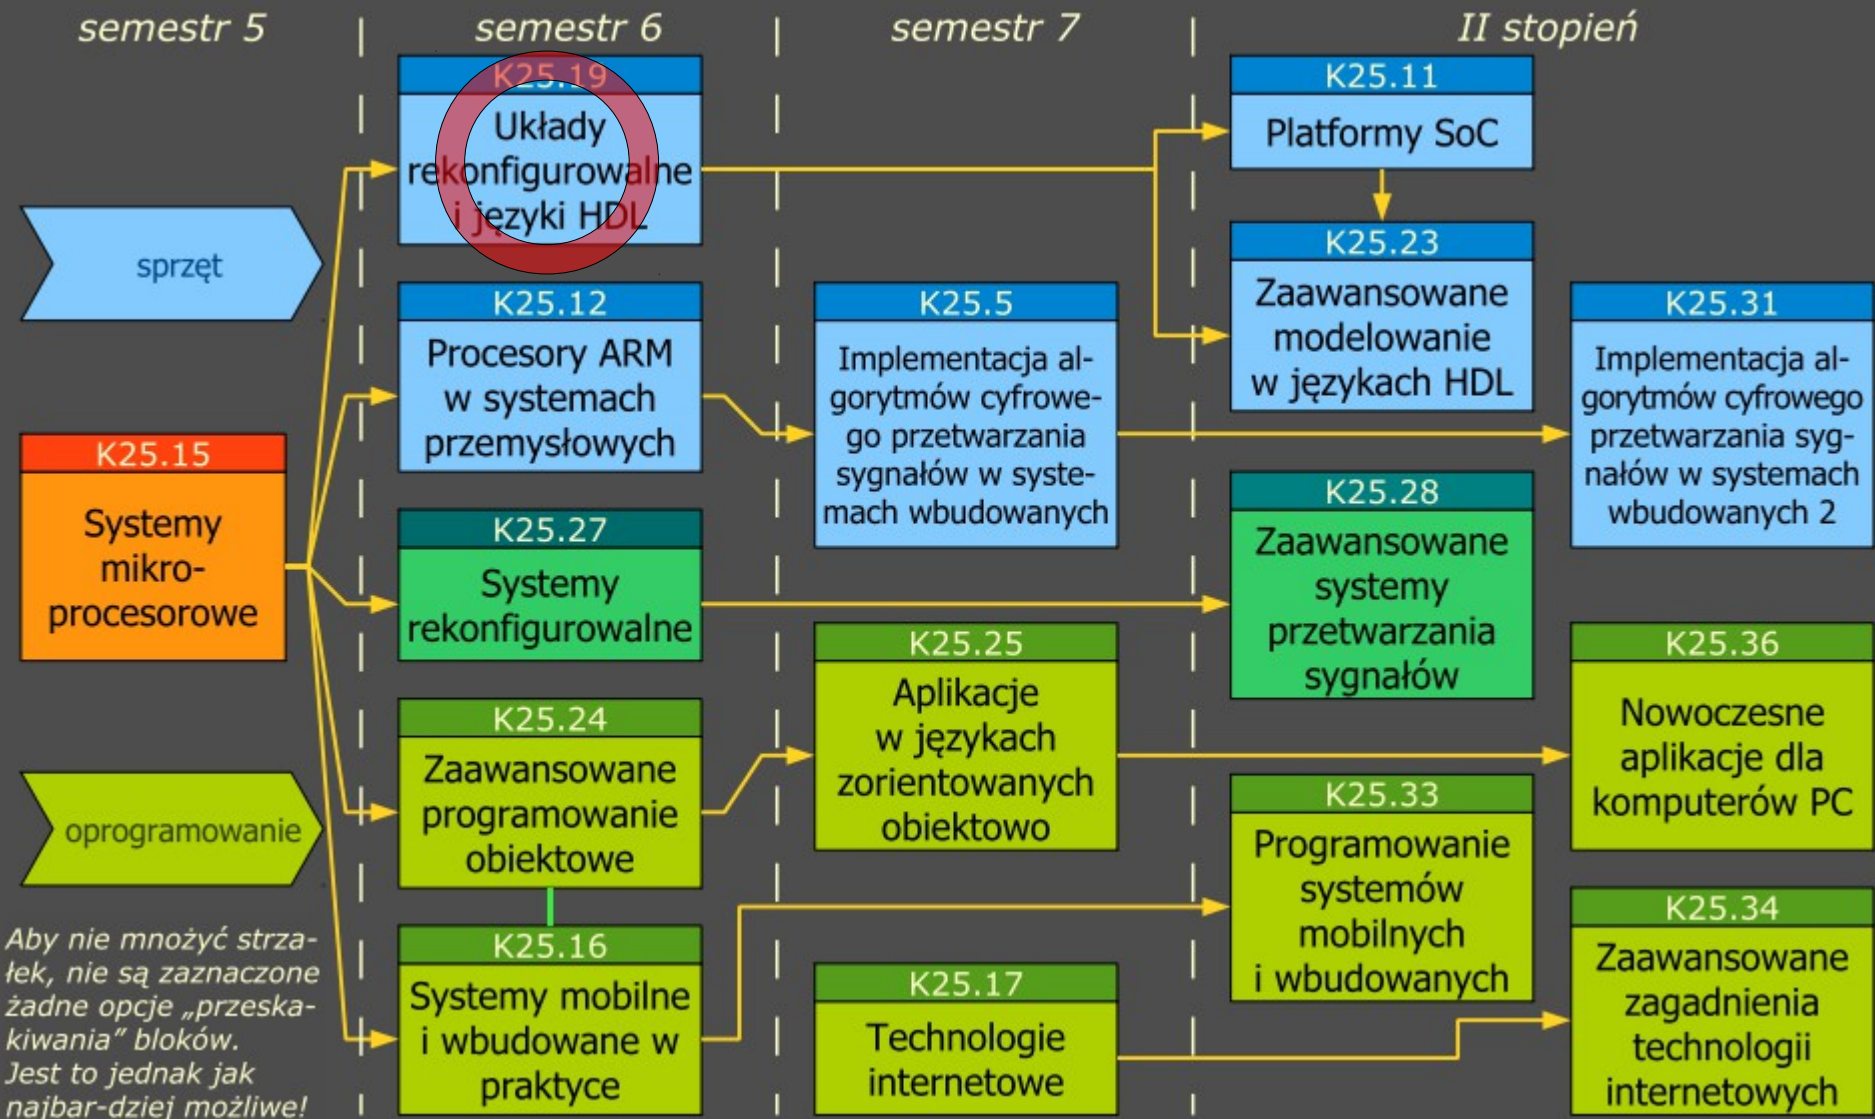 semestr 5
semestr 6
semestr 7
II stopień
sprzęt
K25.15
Systemy
mikro-
procesorowe
oprogramowanie
Aby nie mnożyć strza-
łek, nie są zaznaczone
żadne opcje „przeska-
kiwania” bloków.
Jest to jednak jak
najbar-dziej możliwe!
K25.19
Układy
rekonfigurowalne
i języki HDL
K25.12
Procesory ARM
w systemach
przemysłowych
K25.27
Systemy
rekonfigurowalne
K25.24
Zaawansowane
programowanie
obiektowe
K25.16
Systemy mobilne
i wbudowane w
praktyce
K25.5
Implementacja al-
gorytmów cyfrowe-
go przetwarzania
sygnałów w syste-
mach wbudowanych
K25.25
Aplikacje
w językach
zorientowanych
obiektowo
K25.17
Technologie
internetowe
K25.11
Platformy SoC
K25.23
Zaawansowane
modelowanie
w językach HDL
K25.28
Zaawansowane
systemy
przetwarzania
sygnałów
K25.33
Programowanie
systemów
mobilnych
i wbudowanych
K25.31
Implementacja al-
gorytmów cyfrowego
przetwarzania syg-
nałów w systemach
wbudowanych 2
K25.36
Nowoczesne
aplikacje dla
komputerów PC
K25.34
Zaawansowane
zagadnienia
technologii
internetowych